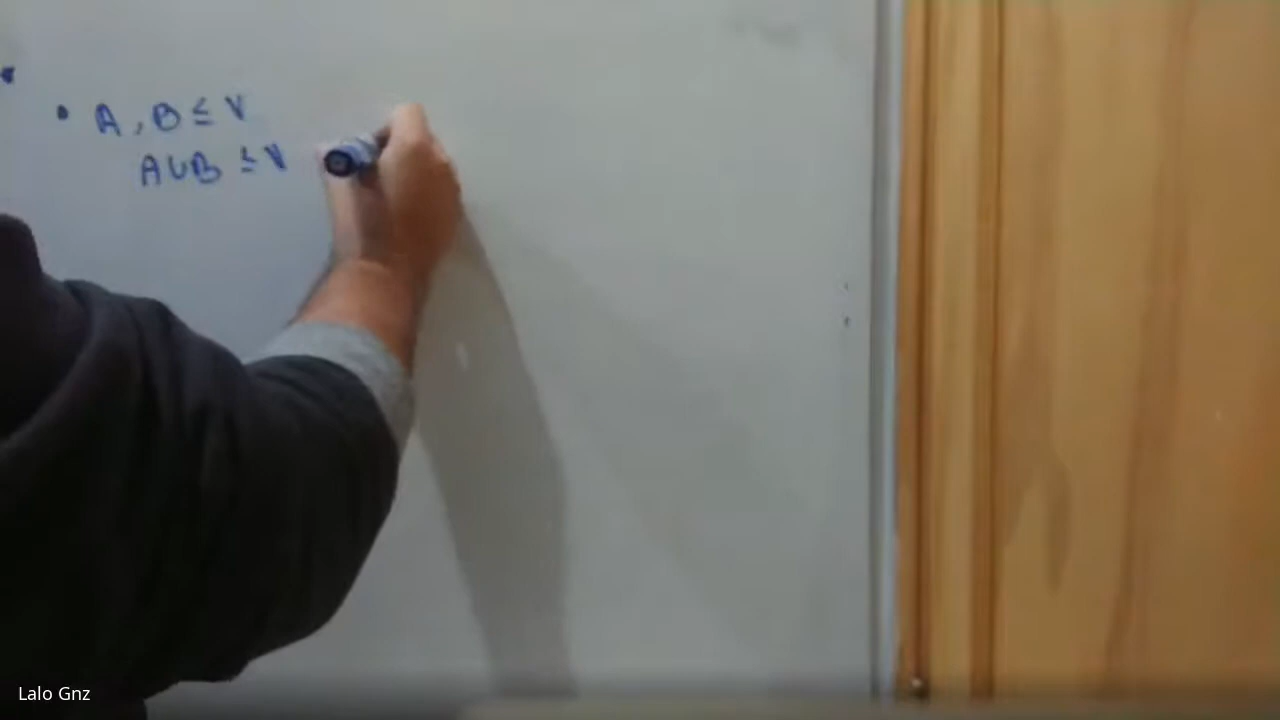 • A, B ≤ V
A∪B ≤ V
Lalo Gnz